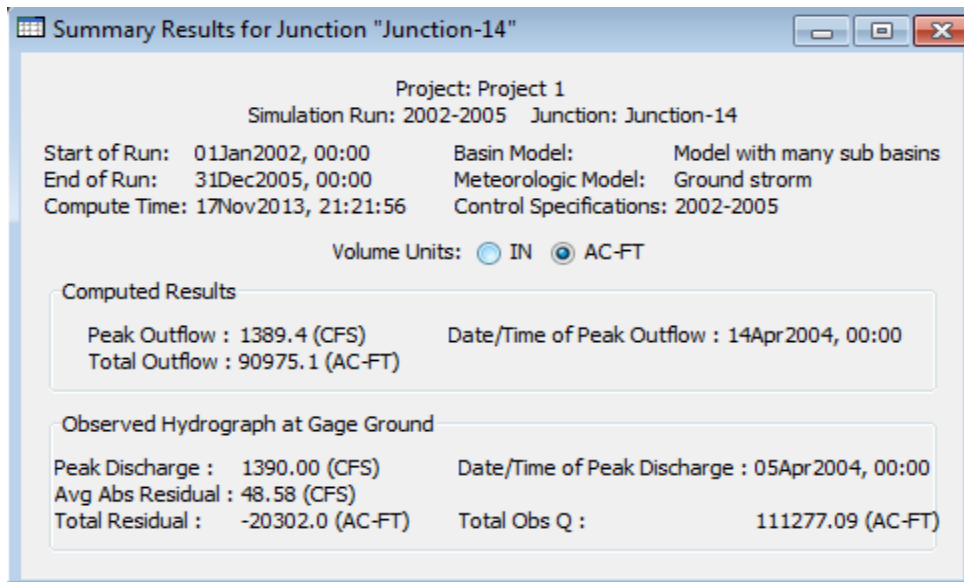 Summary Results for Junction "Junction-14"
Project: Project 1
Simulation Run: 2002-2005 Junction: Junction-14
Start of Run: 01Jan2002, 00:00 Basin Model: Model with many sub basins
End of Run: 31Dec2005, 00:00 Meteorologic Model: Ground strorm
Compute Time: 17Nov2013, 21:21:56 Control Specifications: 2002-2005
Volume Units: IN AC-FT
Computed Results
Peak Outflow : 1389.4 (CFS) Date/Time of Peak Outflow : 14Apr2004, 00:00
Total Outflow : 90975.1 (AC-FT)
Observed Hydrograph at Gage Ground
Peak Discharge : 1390.00 (CFS) Date/Time of Peak Discharge : 05Apr2004, 00:00
Avg Abs Residual : 48.58 (CFS)
Total Residual : -20302.0 (AC-FT) Total Obs Q : 111277.09 (AC-FT)